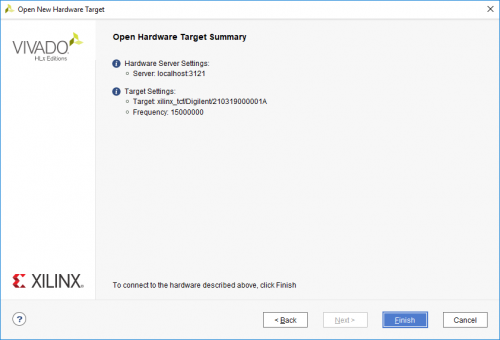 Open New Hardware Target
VIVADO
HLx Editions
Open Hardware Target Summary
Hardware Server Settings:
Server: localhost:3121
Target Settings:
Target: xilinx_tcf/Digilent/210319000001A
Frequency: 15000000
XILINX
To connect to the hardware described above, click Finish
?
< Back
Next >
Finish
Cancel